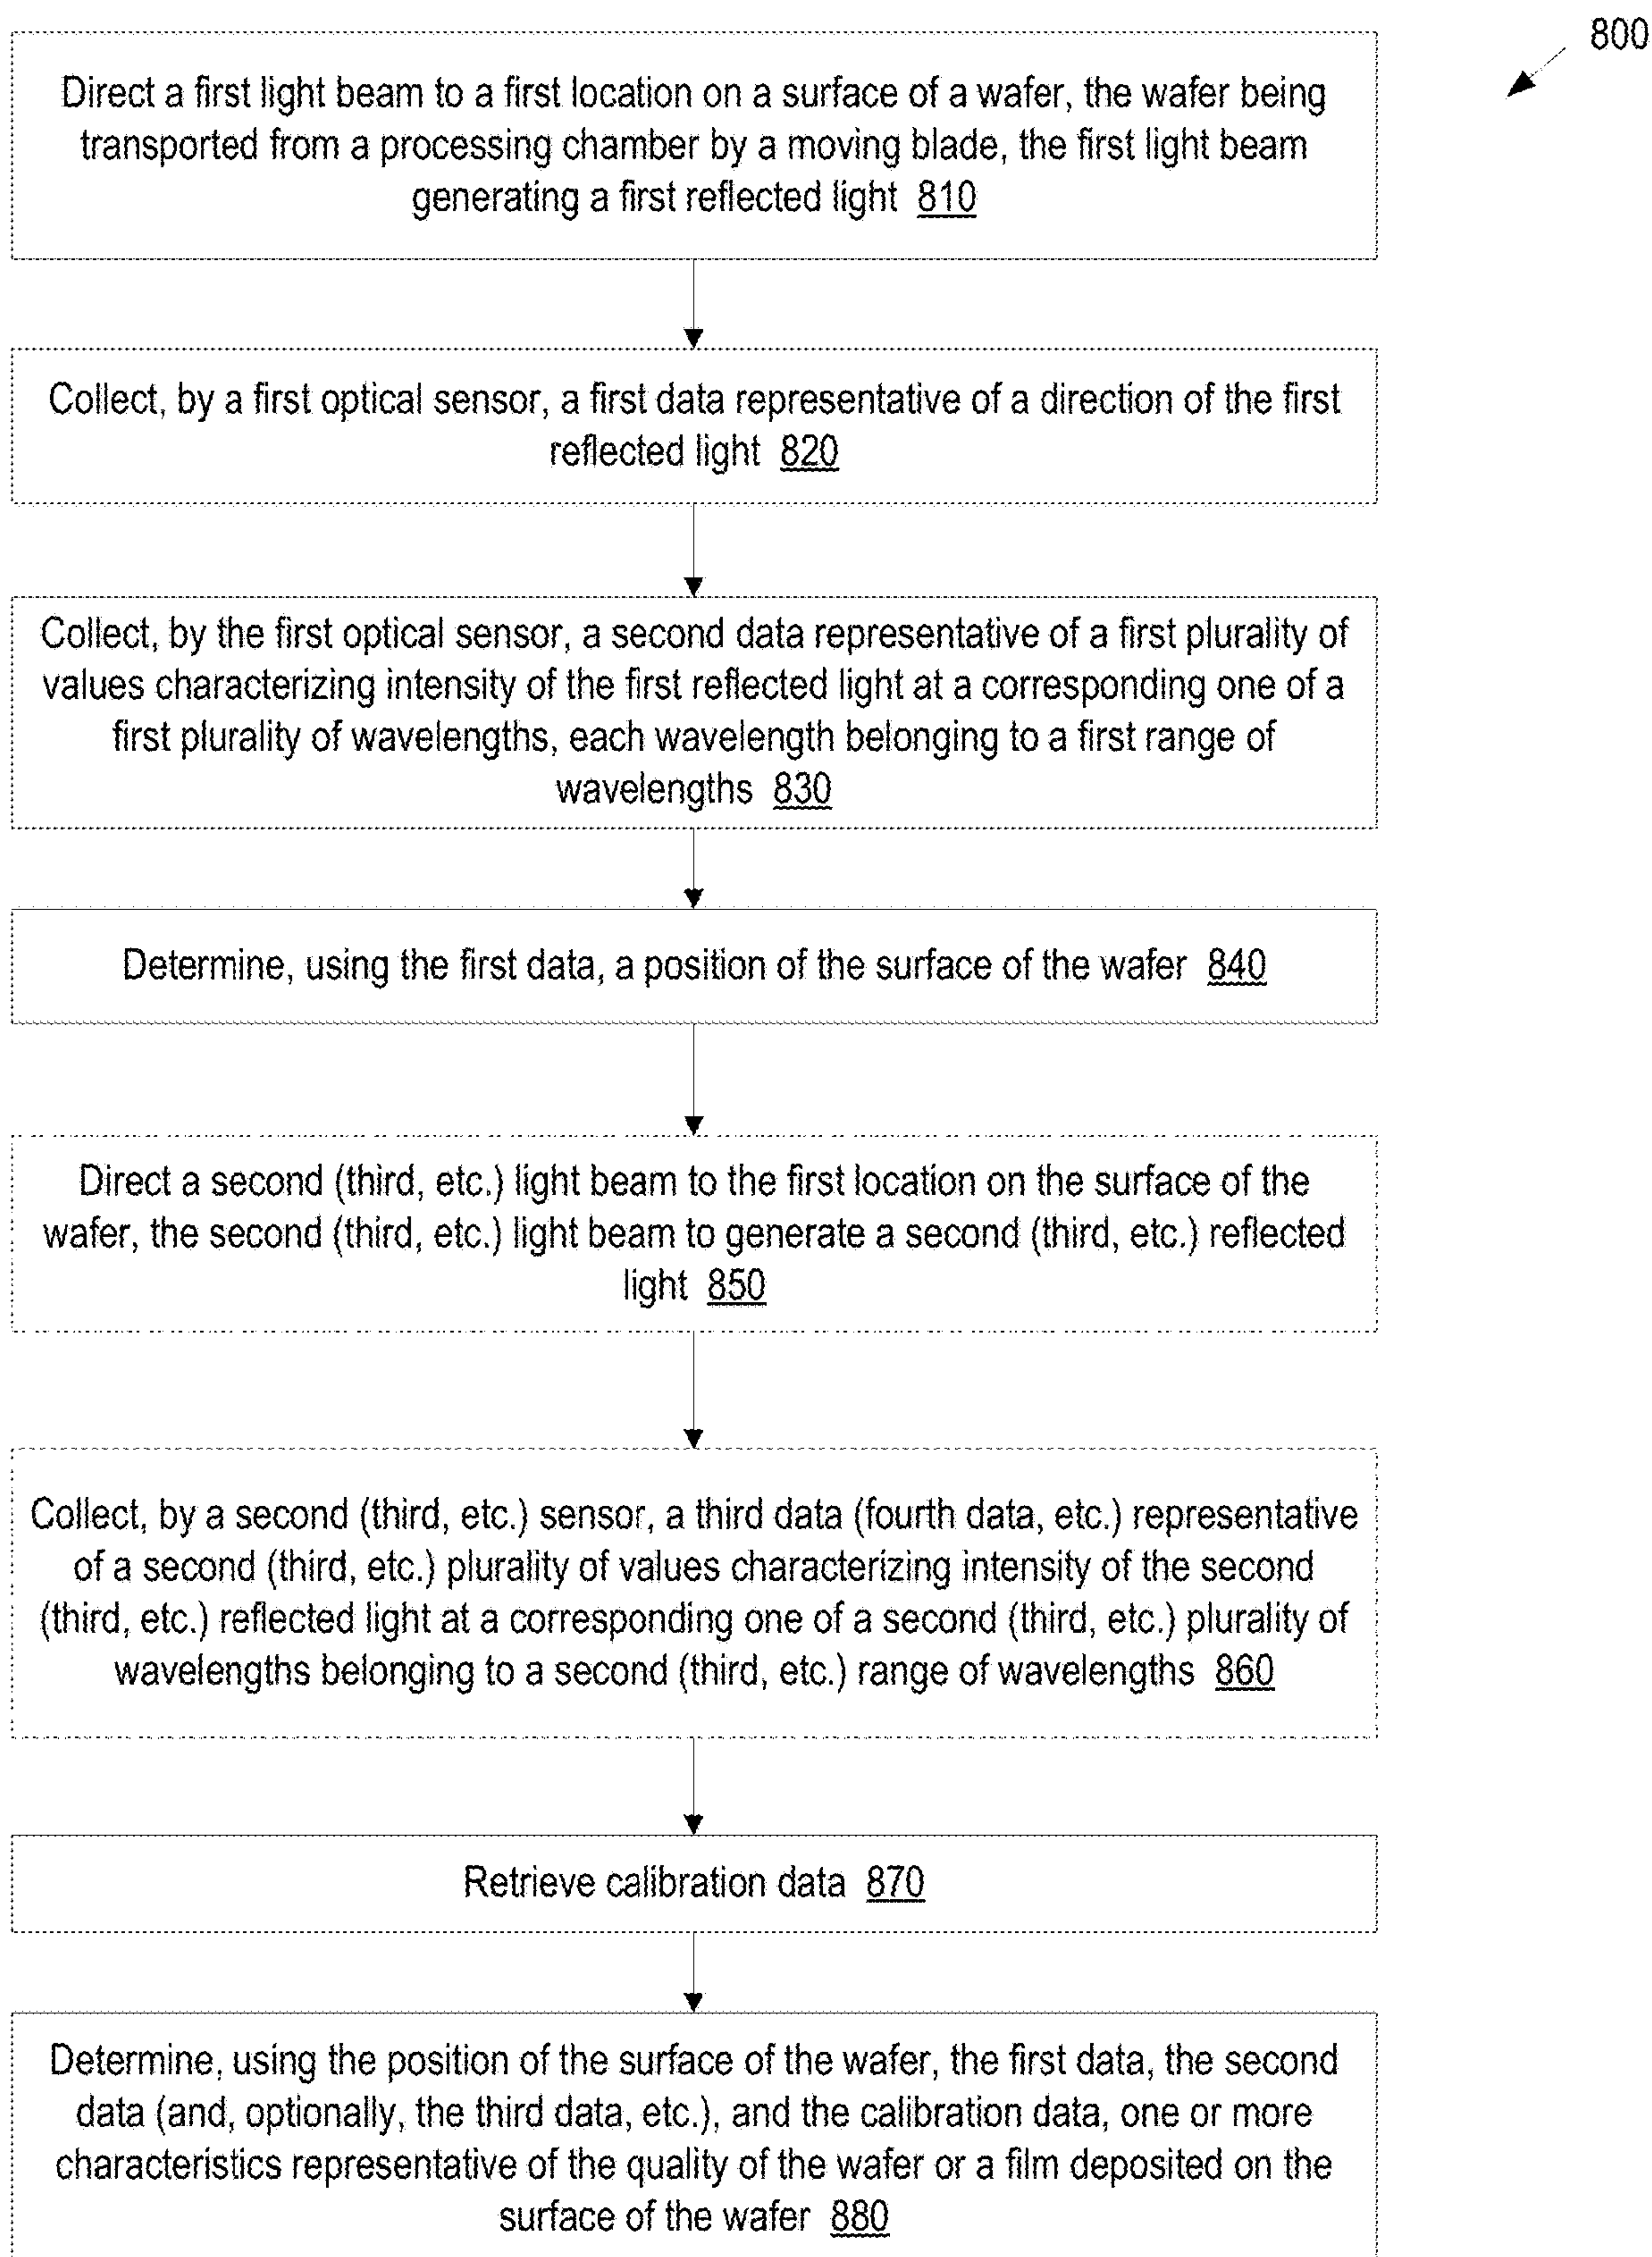 800
Direct a first light beam to a first location on a surface of a wafer, the wafer being
transported from a processing chamber by a moving blade, the first light beam
generating a first reflected light 810
Collect, by a first optical sensor, a first data representative of a direction of the first
reflected light 820
Collect, by the first optical sensor, a second data representative of a first plurality of
values characterizing intensity of the first reflected light at a corresponding one of a
first plurality of wavelengths, each wavelength belonging to a first range of
wavelengths 830
Determine, using the first data, a position of the surface of the wafer 840
Direct a second (third, etc.) light beam to the first location on the surface of the
wafer, the second (third, etc.) light beam to generate a second (third, etc.) reflected
light 850
Collect, by a second (third, etc.) sensor, a third data (fourth data, etc.) representative
of a second (third, etc.) plurality of values characterizing intensity of the second
(third, etc.) reflected light at a corresponding one of a second (third, etc.) plurality of
wavelengths belonging to a second (third, etc.) range of wavelengths 860
Retrieve calibration data 870
Determine, using the position of the surface of the wafer, the first data, the second
data (and, optionally, the third data, etc.), and the calibration data, one or more
characteristics representative of the quality of the wafer or a film deposited on the
surface of the wafer 880